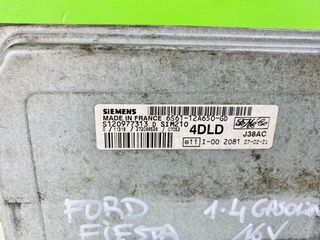 SIEMENS
MADE IN FRANCE 6S61-12A650-GD
S120977313 D SIM210
4DLD
J38AC
e11 I-00 2081 07-02-21
FORD 1.4 GASOLI
FIESTA 16V